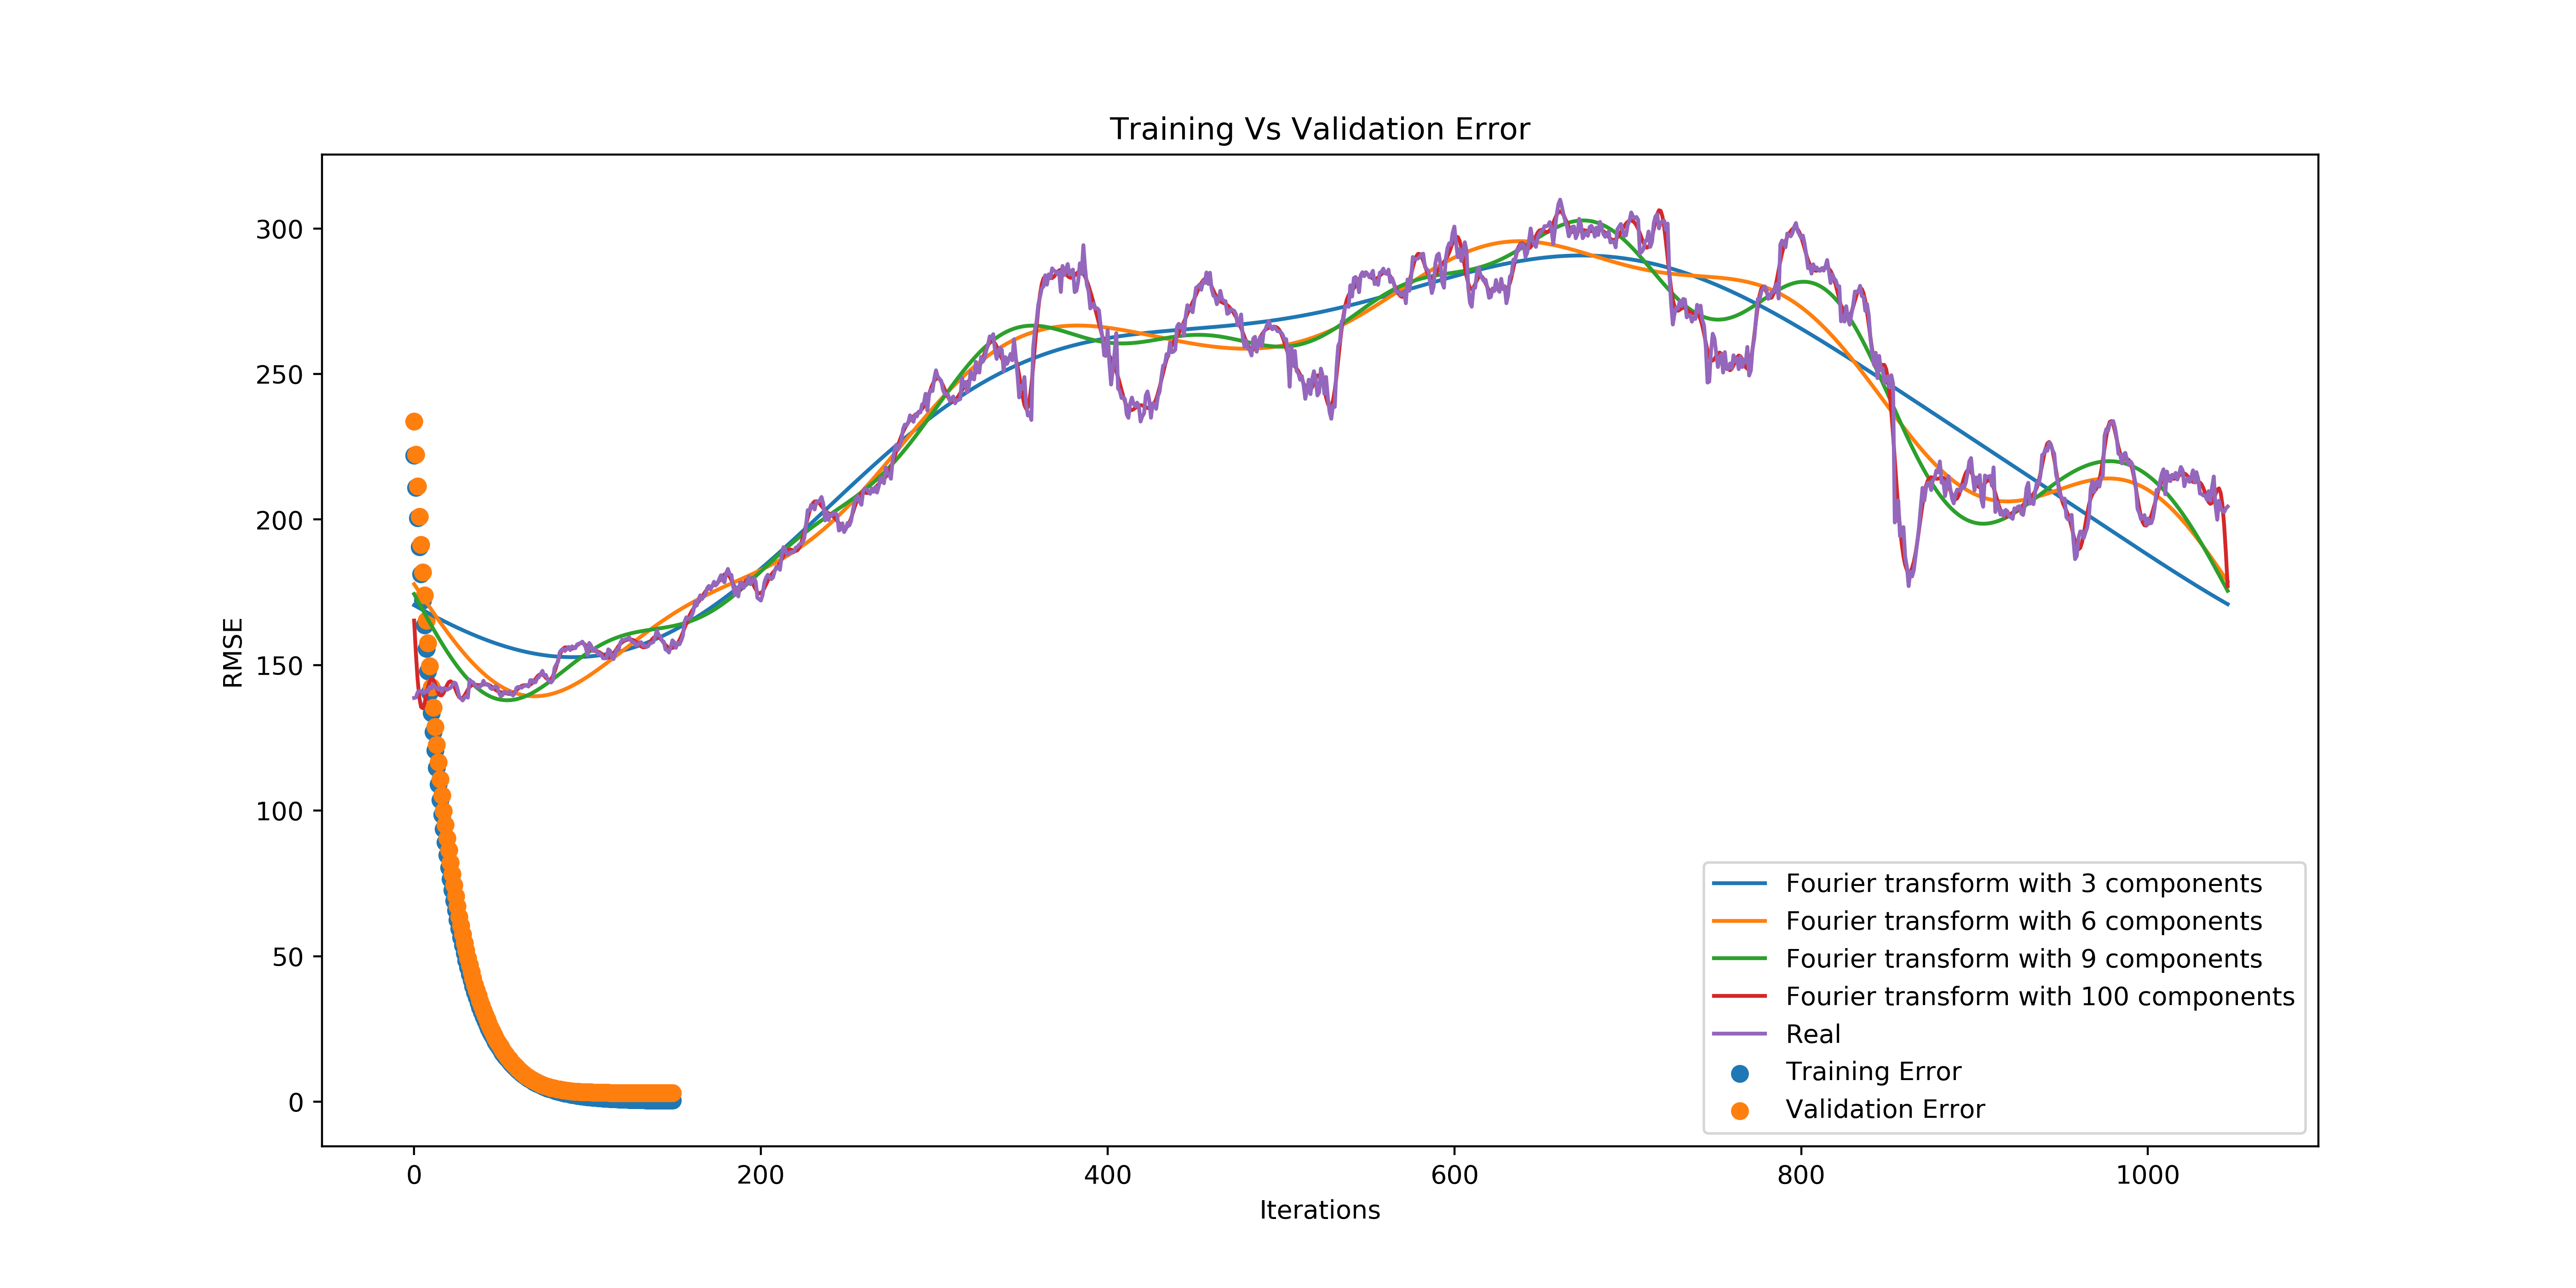 Training Vs Validation Error
300
250
200
150
100
50
0
RMSE
0 200 400 600 800 1000
Iterations
Fourier transform with 3 components
Fourier transform with 6 components
Fourier transform with 9 components
Fourier transform with 100 components
Real
Training Error
Validation Error